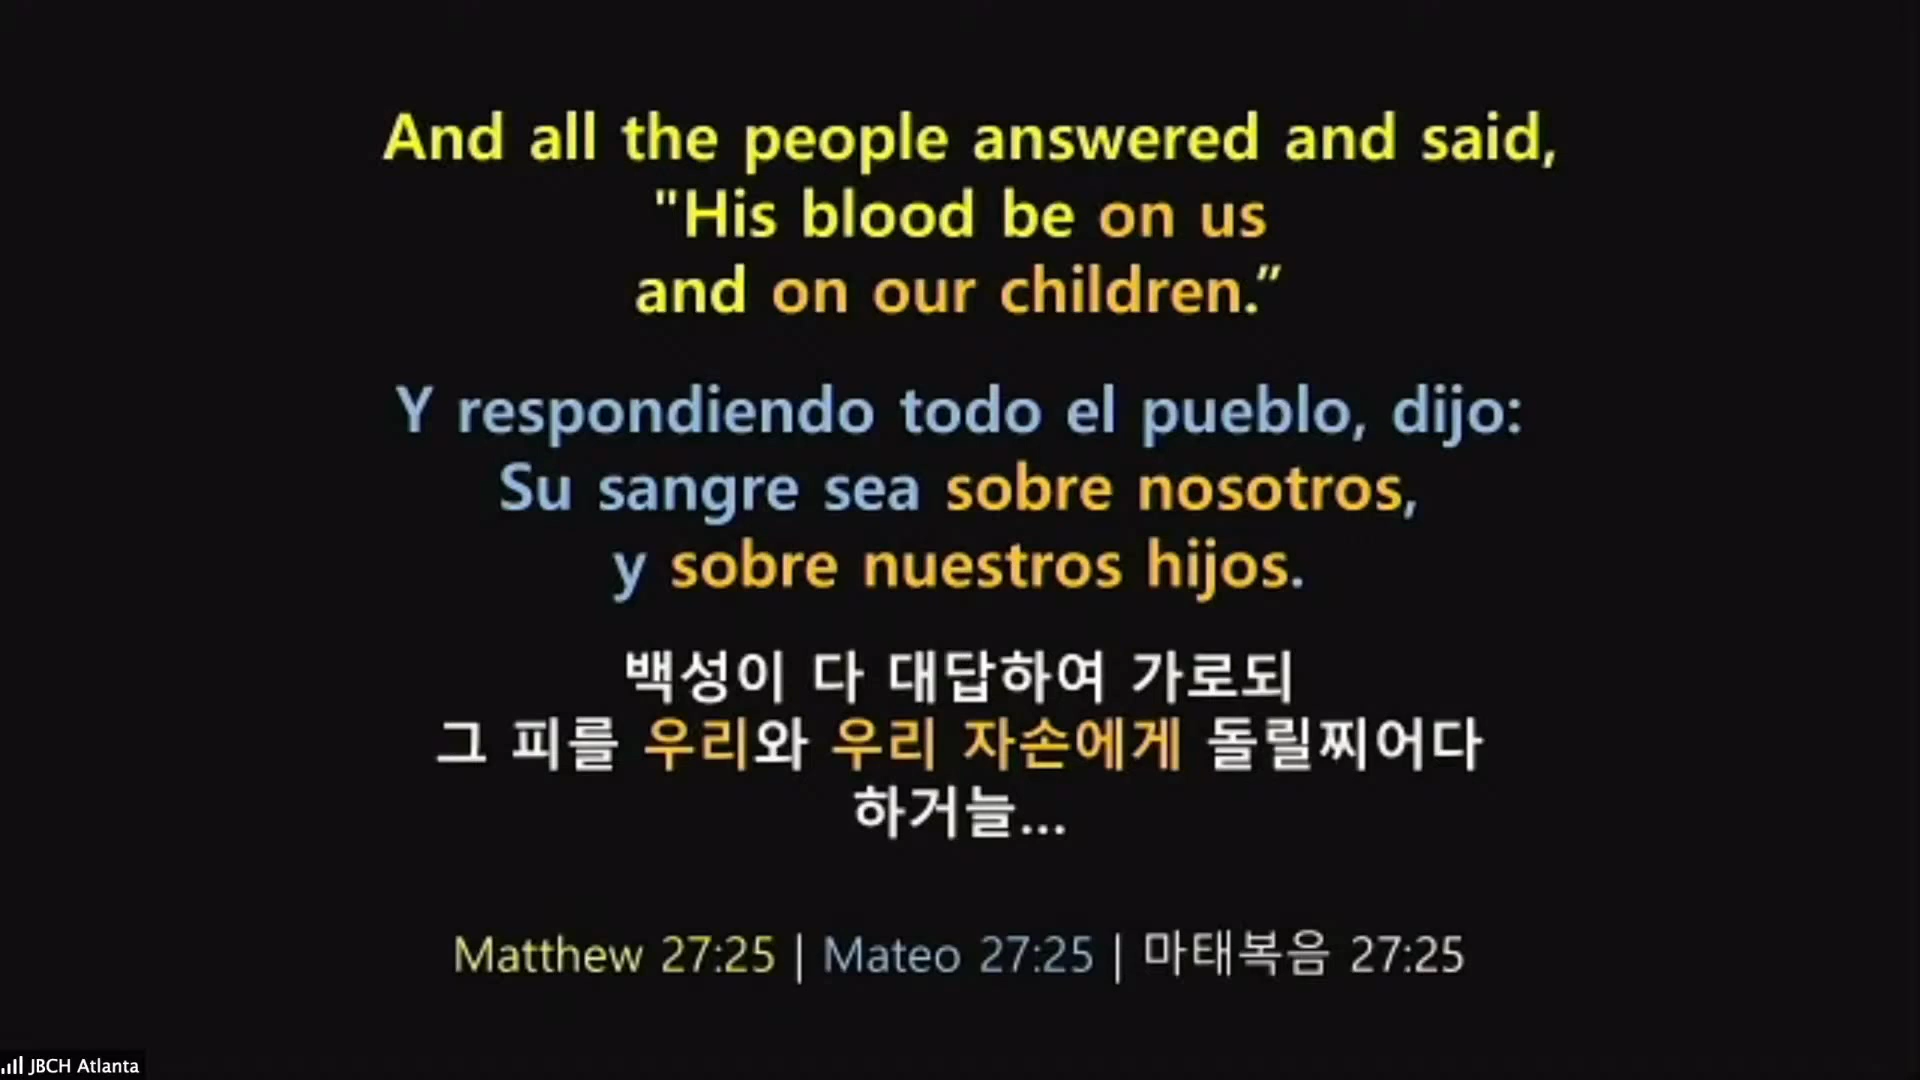 And all the people answered and said,
"His blood be on us
and on our children.”
Y respondiendo todo el pueblo, dijo:
Su sangre sea sobre nosotros,
y sobre nuestros hijos.
백성이 다 대답하여 가로되
그 피를 우리와 우리 자손에게 돌릴찌어다
하거늘...
Matthew 27:25 | Mateo 27:25 | 마태복음 27:25
JBCH Atlanta